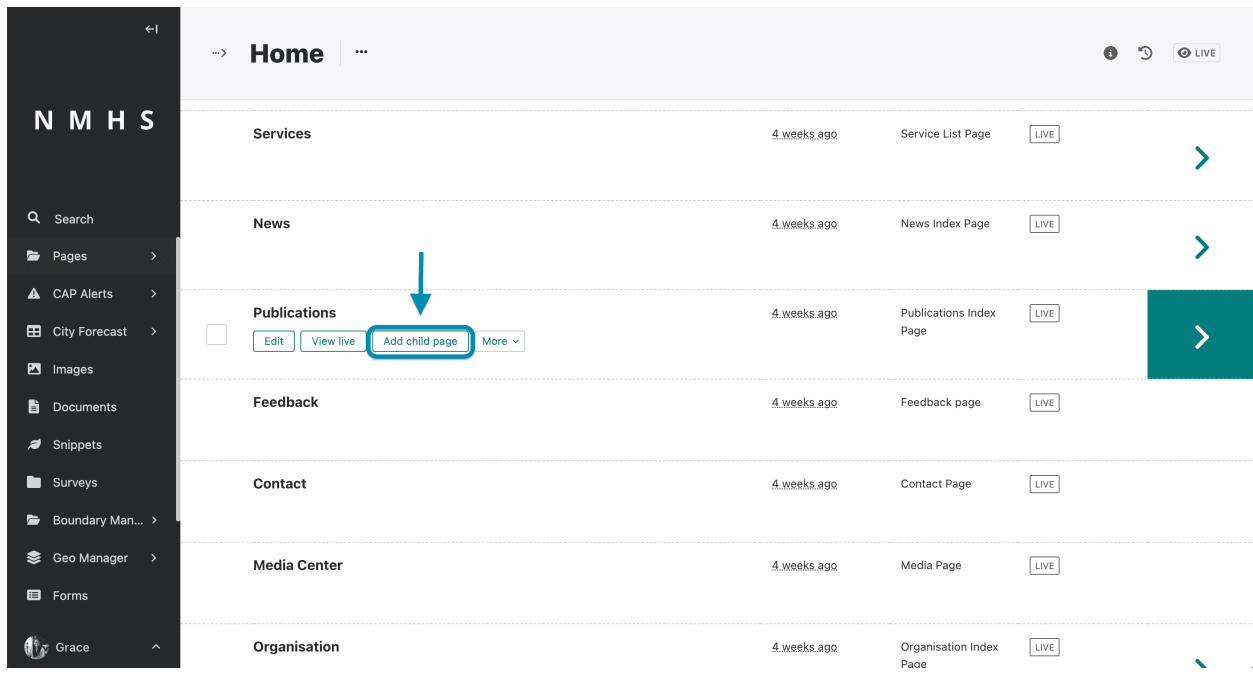 Home
LIVE
N M H S
Search
Pages
CAP Alerts
City Forecast
Images
Documents
Snippets
Surveys
Boundary Man...
Geo Manager
Forms
Grace
Services 4 weeks ago Service List Page LIVE
News 4 weeks ago News Index Page LIVE
Publications 4 weeks ago Publications Index LIVE
Page
Edit View live Add child page More
Feedback 4 weeks ago Feedback page LIVE
Contact 4 weeks ago Contact Page LIVE
Media Center 4 weeks ago Media Page LIVE
Organisation 4 weeks ago Organisation Index LIVE
Page